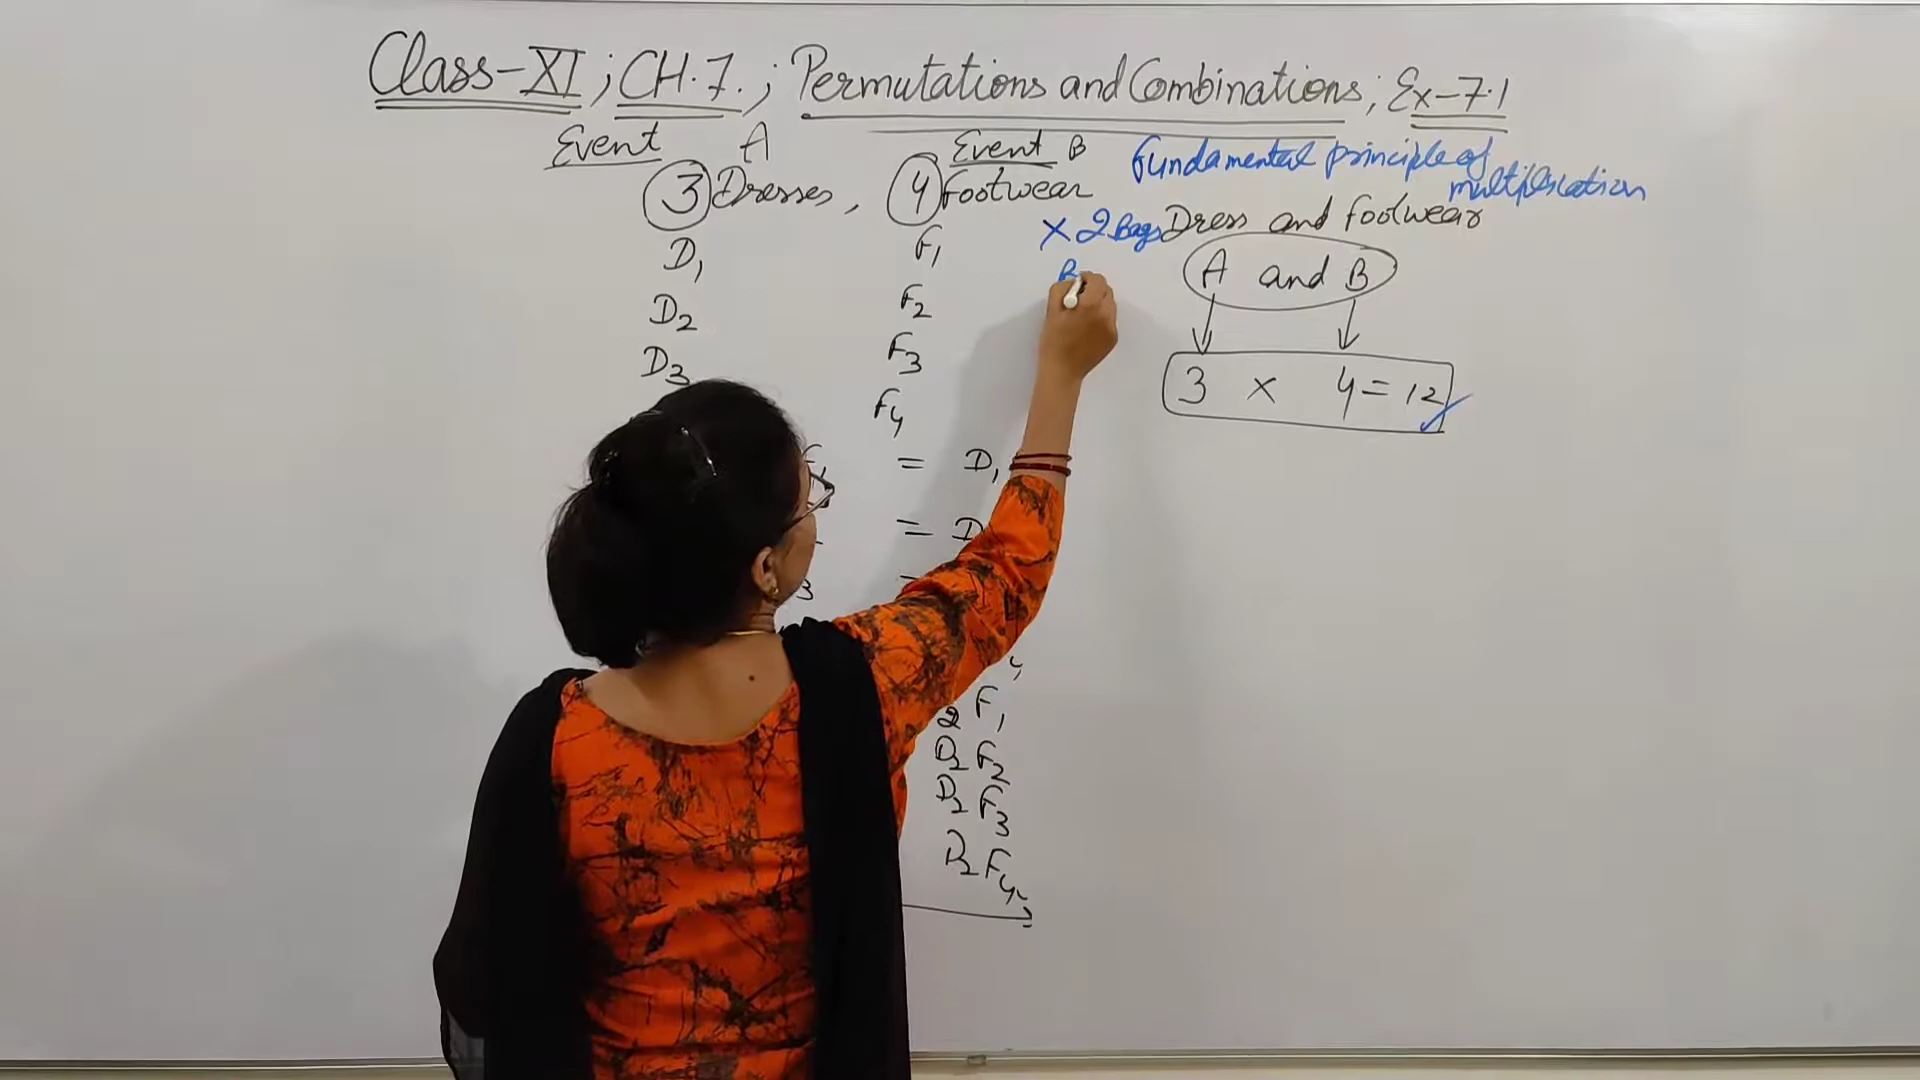 Class-XI ; CH.7. ; Permutations and Combinations ; Ex-7.1
Event A
Event B
Fundamental principle of
multiplication
3 Dresses, 4 Footwear
× 2 Bags
Dress and Footwear
D1 F1
B
A and B
D2 F2
D3 F3
3 × 4 = 12
F4
F1 = D1
= D
3 =
2 F1
D2 F2
D2 F3
D2 F4